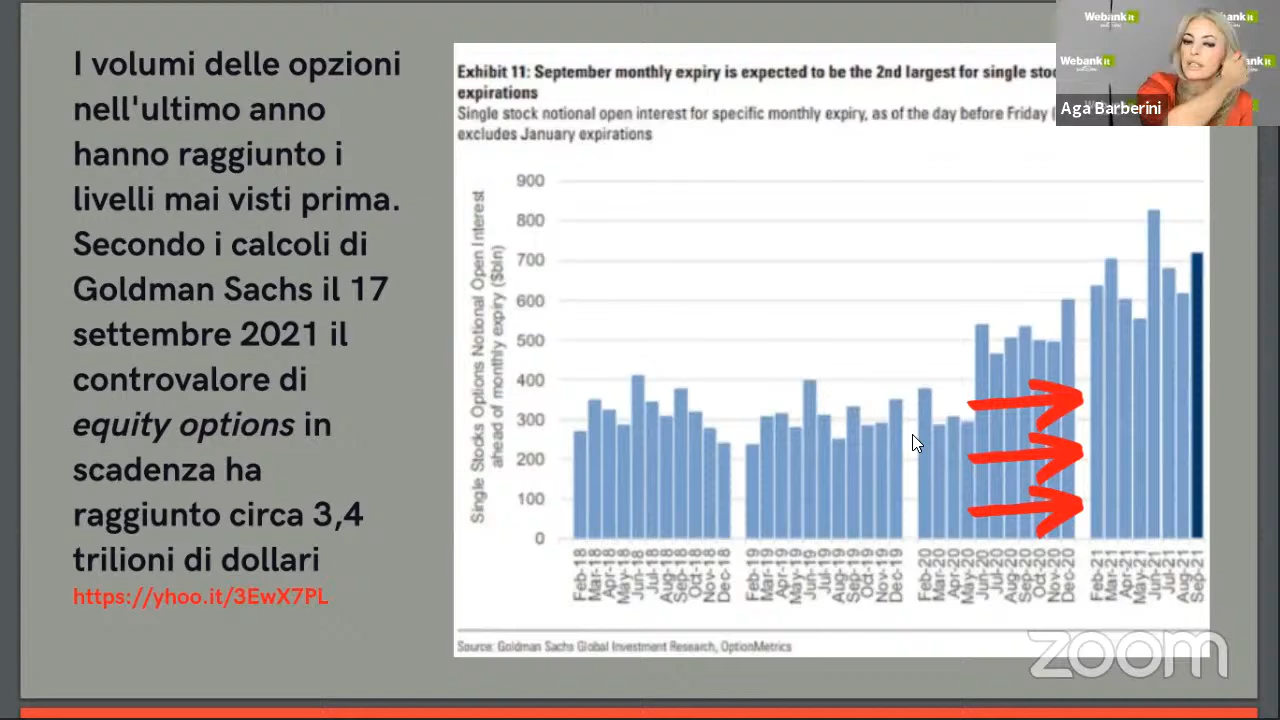 I volumi delle opzioni
nell'ultimo anno
hanno raggiunto i
livelli mai visti prima.
Secondo i calcoli di
Goldman Sachs il 17
settembre 2021 il
controvalore di
equity options in
scadenza ha
raggiunto circa 3,4
trilioni di dollari
https://yhoo.it/3EwX7PL
Exhibit 11: September monthly expiry is expected to be the 2nd largest for single
expirations
Single stock notional open interest for specific monthly expiry, as of the day before Friday
excludes January expirations
Single Stocks Options Notional Open Interest
ahead of monthly expiry ($bln)
900
800
700
600
500
400
300
200
100
0
Feb-18
Mar-18
Apr-18
May-18
Jun-18
Jul-18
Aug-18
Sep-18
Oct-18
Nov-18
Dec-18
Feb-19
Mar-19
Apr-19
May-19
Jun-19
Jul-19
Aug-19
Sep-19
Oct-19
Nov-19
Dec-19
Feb-20
Mar-20
Apr-20
May-20
Jun-20
Jul-20
Aug-20
Sep-20
Oct-20
Nov-20
Dec-20
Feb-21
Mar-21
Apr-21
May-21
Jun-21
Jul-21
Aug-21
Sep-21
Source: Goldman Sachs Global Investment Research, OptionMetrics
Webank.it
Webank.it
Aga Barberini
zoom